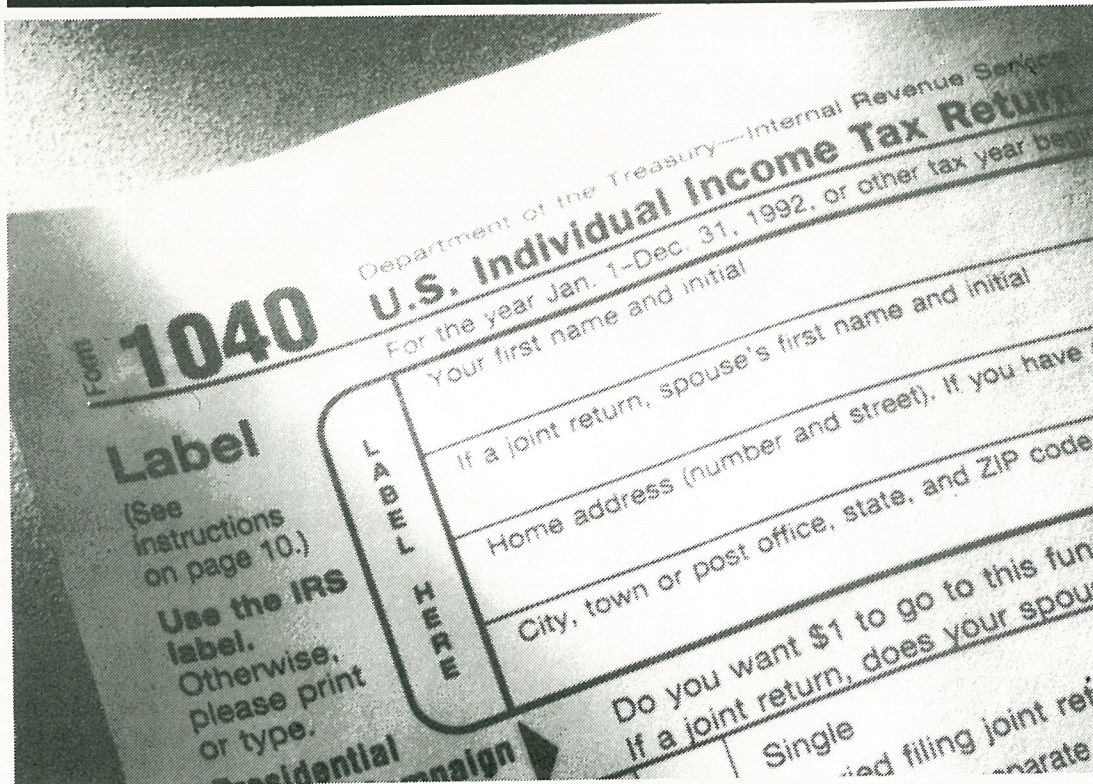 Department of the Treasury—Internal Revenue Service
Form 1040 U.S. Individual Income Tax Return
For the year Jan. 1–Dec. 31, 1992, or other tax year
Label
(See
instructions
on page 10.)
Use the IRS
label.
Otherwise,
please print
or type.
LABEL HERE
Your first name and initial
If a joint return, spouse's first name and initial
Home address (number and street). If you have
City, town or post office, state, and ZIP code
Do you want $1 to go to this
If a joint return, does your
Single
filing joint